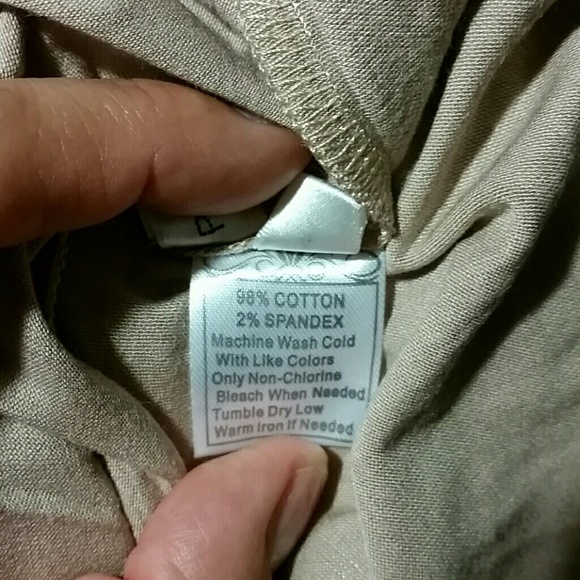 P
98% COTTON
2% SPANDEX
Machine Wash Cold
With Like Colors
Only Non-Chlorine
Bleach When Needed
Tumble Dry Low
Warm Iron If Needed